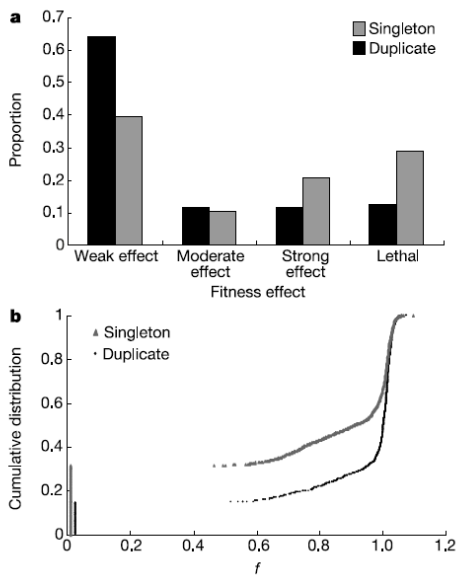 a
0.7
0.6
0.5
0.4
0.3
0.2
0.1
0
Proportion
Singleton
Duplicate
Weak effect
Moderate
effect
Strong
effect
Lethal
Fitness effect
b
1
0.8
0.6
0.4
0.2
0
Cumulative distribution
Singleton
Duplicate
0 0.2 0.4 0.6 0.8 1.0 1.2
f